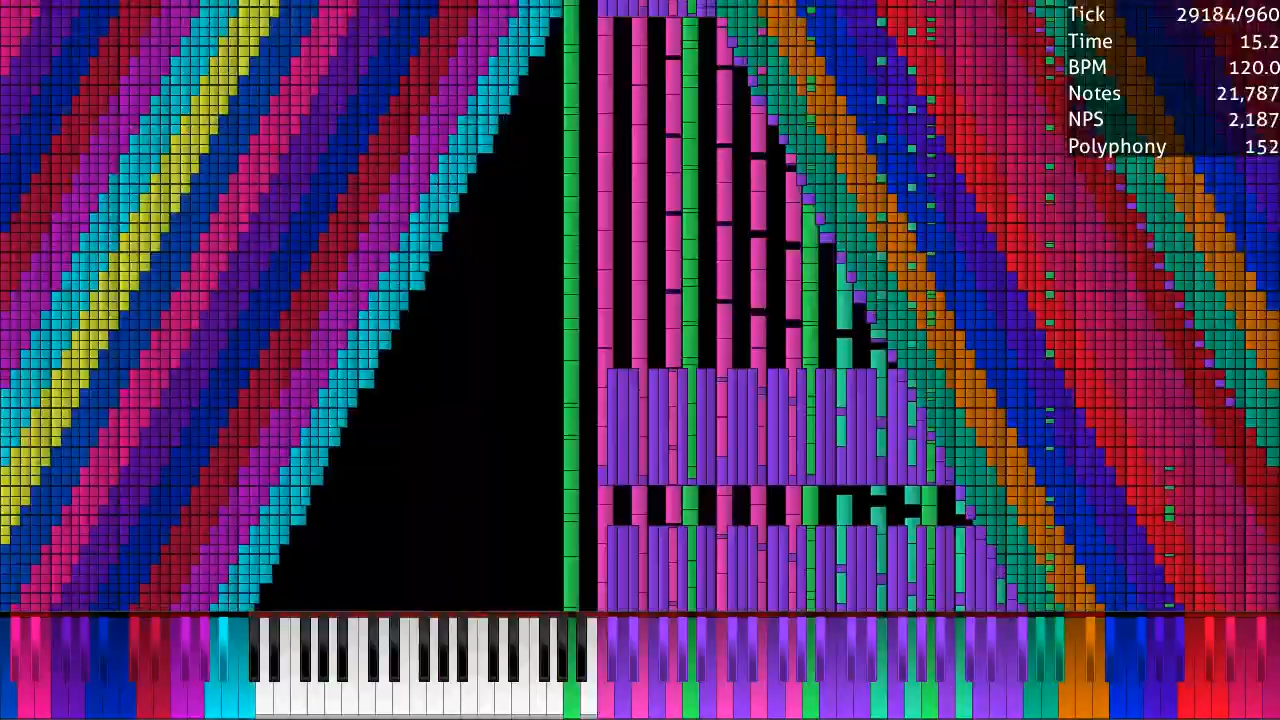 Tick 29184/960
Time 15.2
BPM 120.0
Notes 21,787
NPS 2,187
Polyphony 152